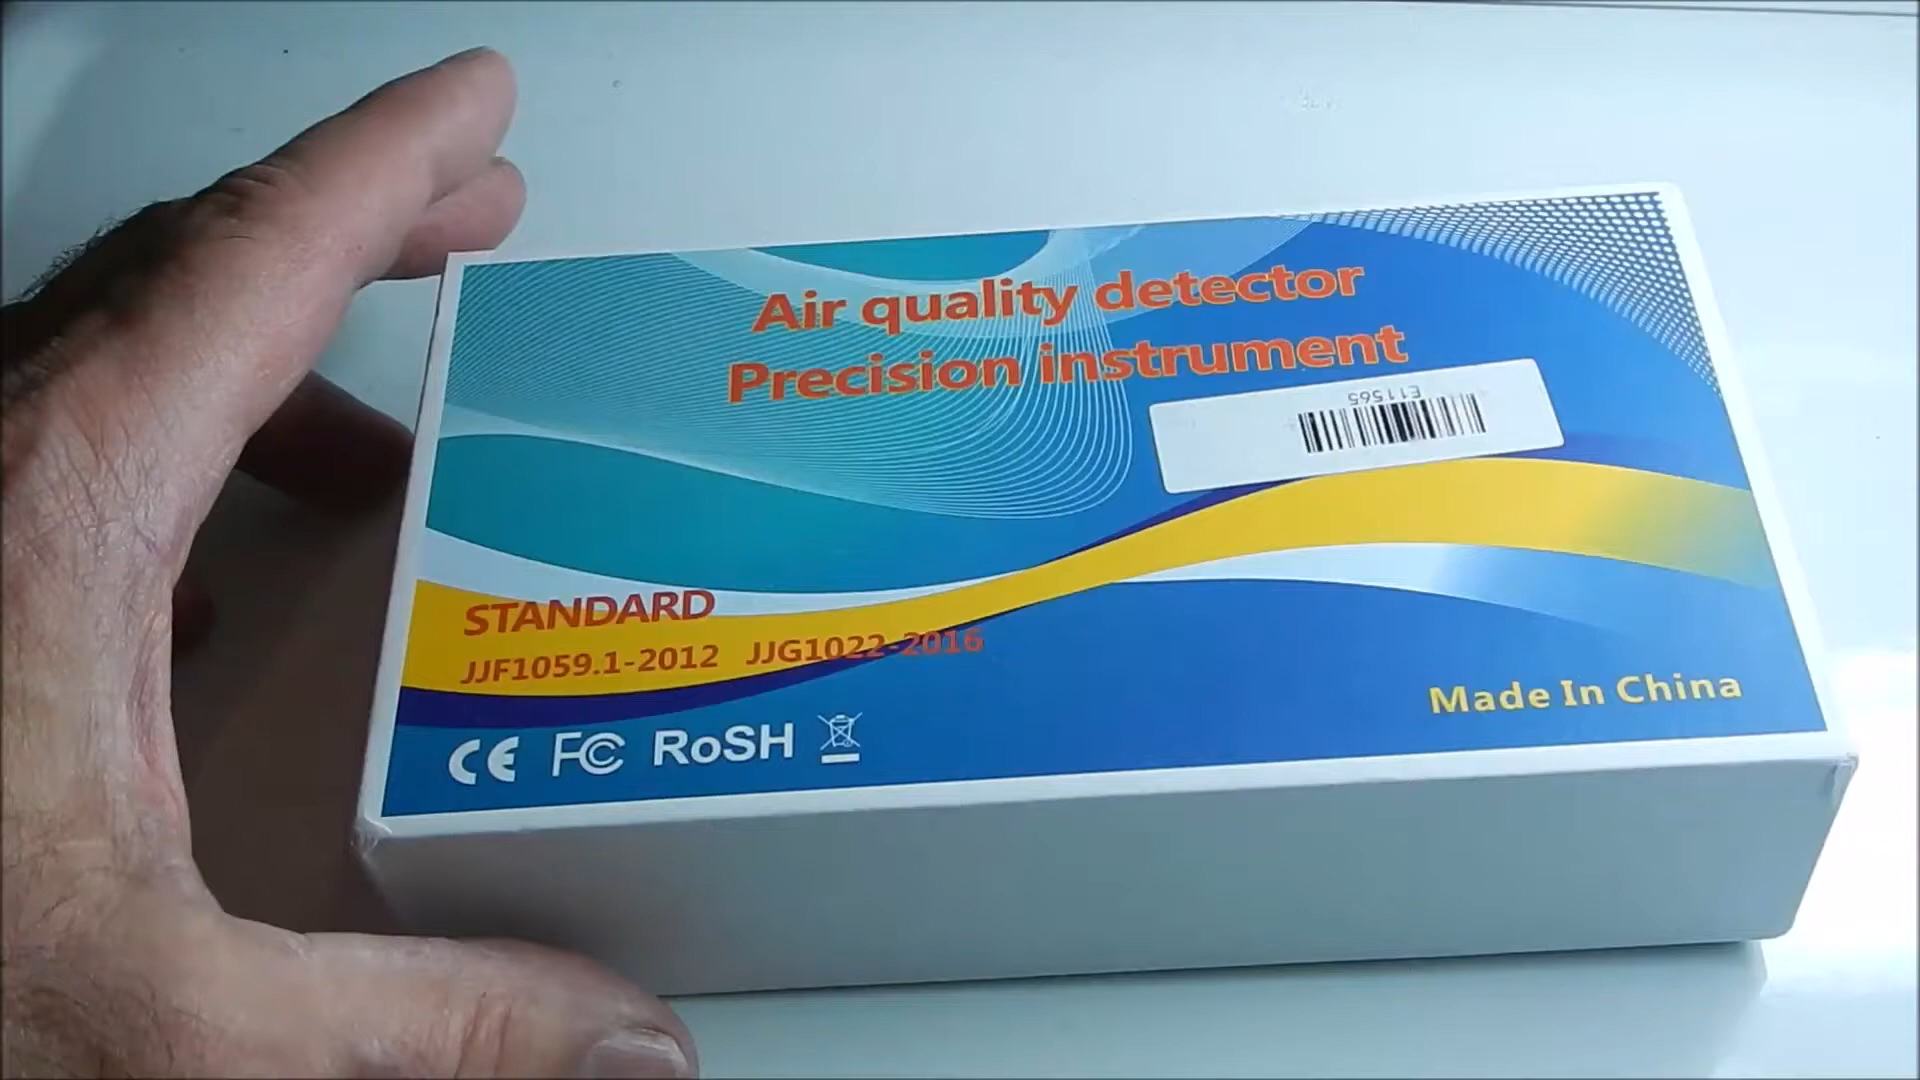 Air quality detector
Precision instrument
E11565
STANDARD
JJF1059.1-2012 JJG1022-2016
Made In China
CE FC RoSH